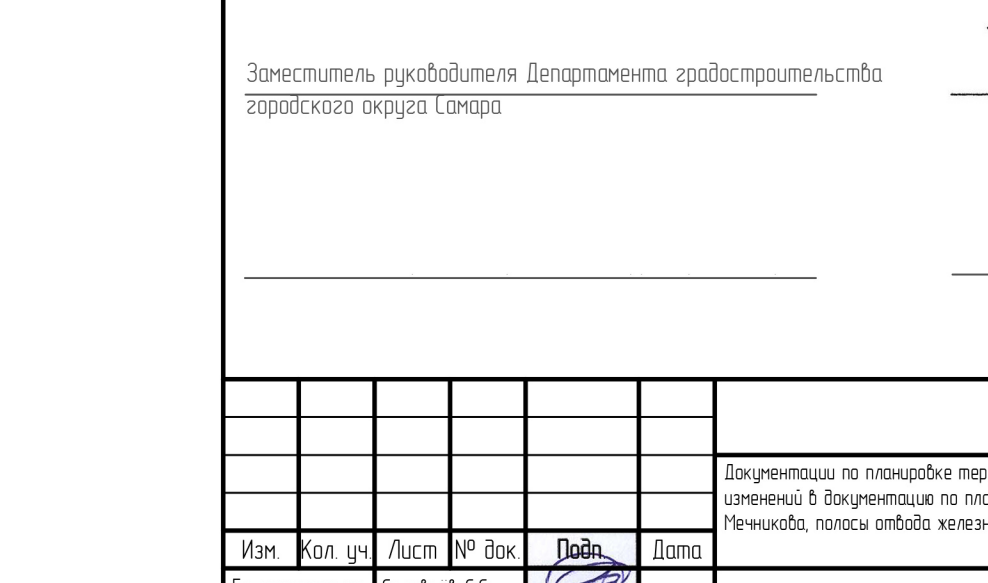 Заместитель руководителя Департамента градостроительства
городского округа Самара
Документации по планировке тер
изменений в документацию по пла
Мечникова, полосы отвода железн
Изм. Кол. уч. Лист № док. Подп. Дата